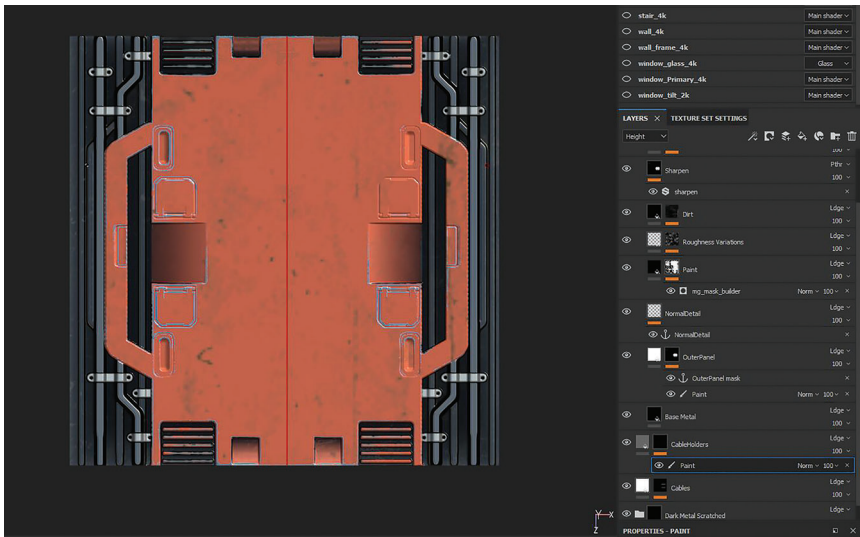 stair_4k Main shader
wall_4k Main shader
wall_frame_4k Main shader
window_glass_4k Glass
window_Primary_4k Main shader
window_tilt_2k Main shader
LAYERS × TEXTURE SET SETTINGS
Height
100
Sharpen Pthr
100
sharpen
Dirt Ldge
100
Roughness Variations Ldge
100
Paint Ldge
100
mg_mask_builder Norm 100 ×
NormalDetail Ldge
100
NormalDetail
OuterPanel Ldge
100
OuterPanel mask
Paint Norm 100 ×
Base Metal Ldge
100
CableHolders Ldge
100
Paint Norm 100 ×
Cables Ldge
100
Dark Metal Scratched Ldge
Y X
Z
PROPERTIES - PAINT